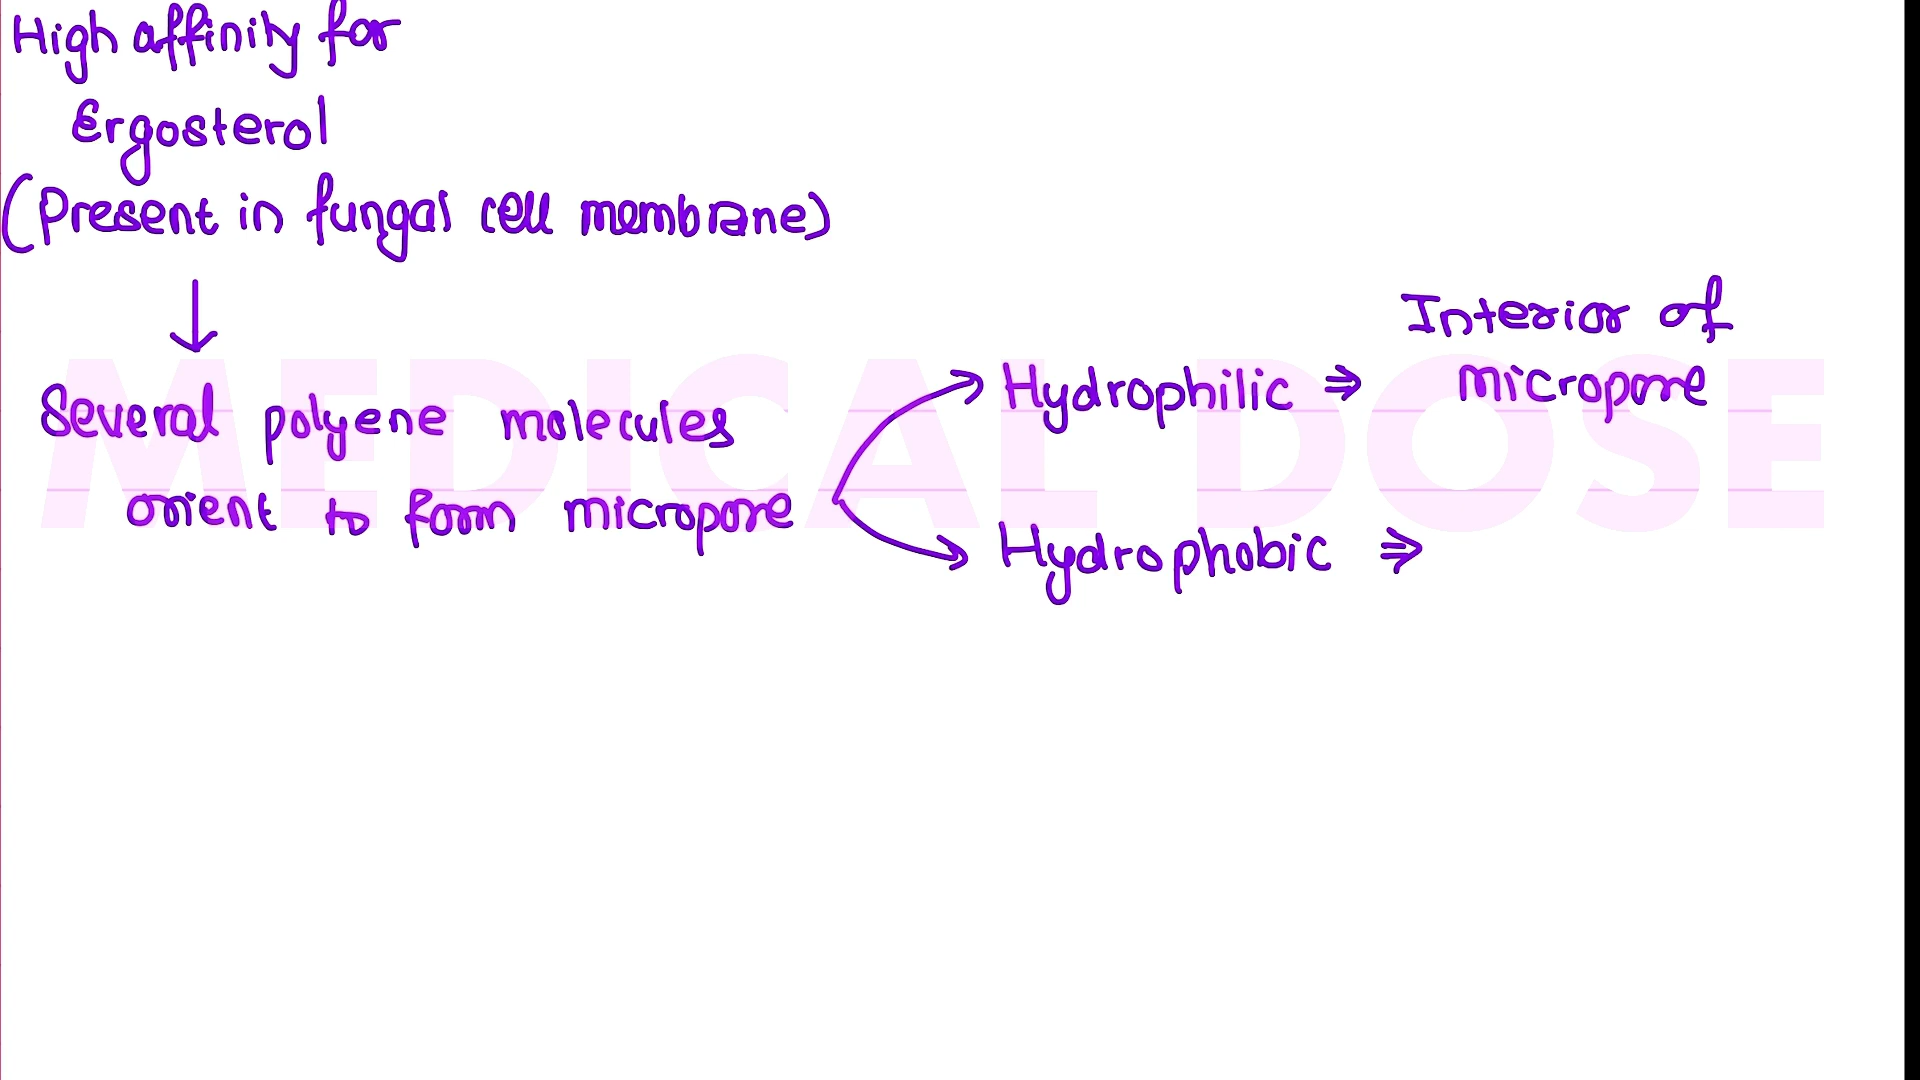 High affinity for
Ergosterol
(Present in fungal cell membrane)
↓
Several polyene molecules
orient to form micropore
Hydrophilic ⇒ Interior of
micropore
Hydrophobic ⇒
MEDICAL DOSE